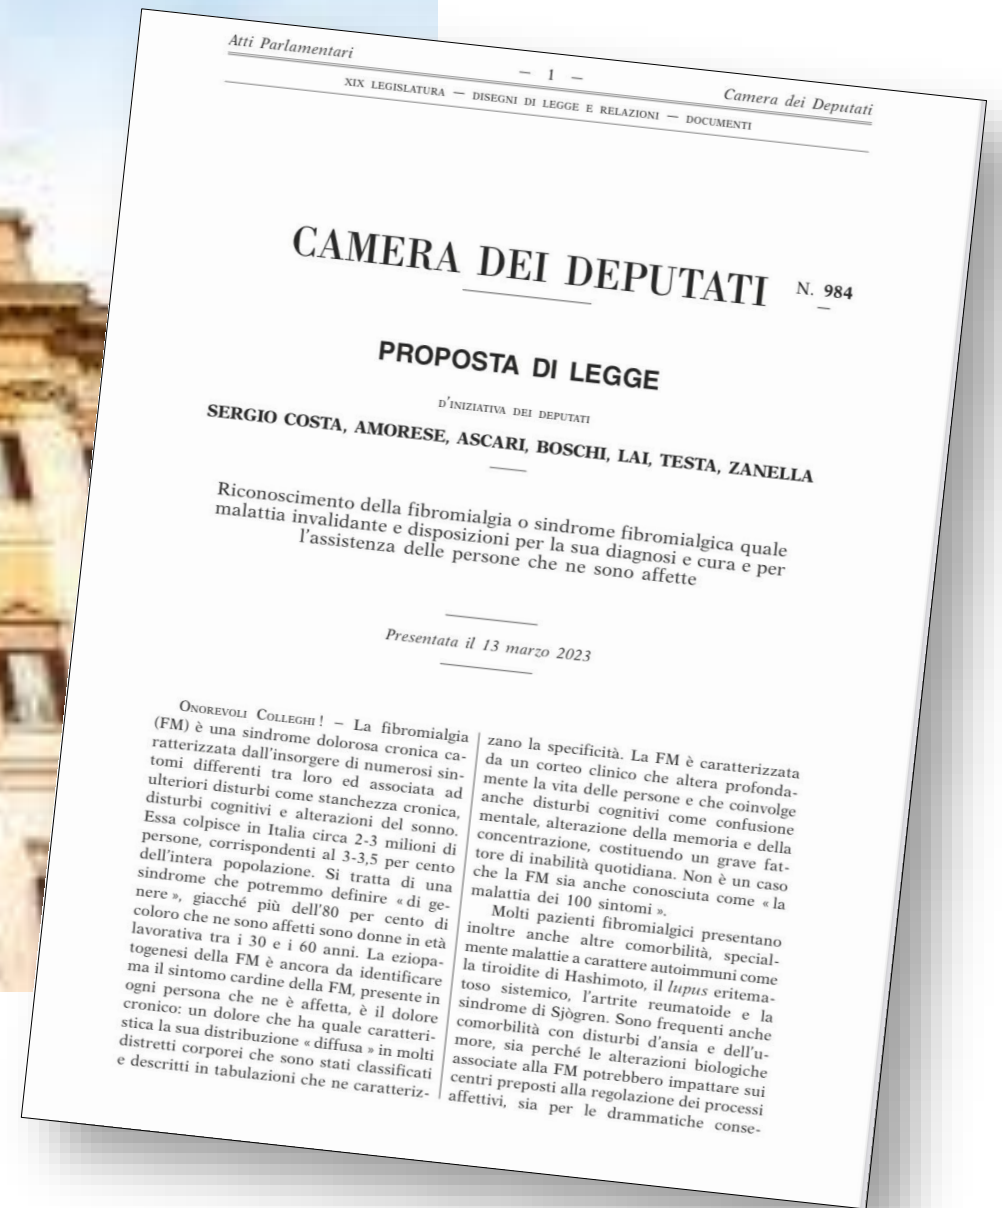 Atti Parlamentari
— 1 —
Camera dei Deputati
XIX LEGISLATURA — DISEGNI DI LEGGE E RELAZIONI — DOCUMENTI
CAMERA DEI DEPUTATI
N. 984
PROPOSTA DI LEGGE
D'INIZIATIVA DEI DEPUTATI
SERGIO COSTA, AMORESE, ASCARI, BOSCHI, LAI, TESTA, ZANELLA
Riconoscimento della fibromialgia o sindrome fibromialgica quale
malattia invalidante e disposizioni per la sua diagnosi e cura e per
l'assistenza delle persone che ne sono affette
Presentata il 13 marzo 2023
ONOREVOLI COLLEGHI ! – La fibromialgia
(FM) è una sindrome dolorosa cronica ca-
ratterizzata dall'insorgere di numerosi sin-
tomi differenti tra loro ed associata ad
ulteriori disturbi come stanchezza cronica,
disturbi cognitivi e alterazioni del sonno.
Essa colpisce in Italia circa 2-3 milioni di
persone, corrispondenti al 3-3,5 per cento
dell'intera popolazione. Si tratta di una
sindrome che potremmo definire « di ge-
nere », giacché più dell'80 per cento di
coloro che ne sono affetti sono donne in età
lavorativa tra i 30 e i 60 anni. La eziopa-
togenesi della FM è ancora da identificare
ma il sintomo cardine della FM, presente in
ogni persona che ne è affetta, è il dolore
cronico: un dolore che ha quale caratteri-
stica la sua distribuzione « diffusa » in molti
distretti corporei che sono stati classificati
e descritti in tabulazioni che ne caratteriz-
zano la specificità. La FM è caratterizzata
da un corteo clinico che altera profonda-
mente la vita delle persone e che coinvolge
anche disturbi cognitivi come confusione
mentale, alterazione della memoria e della
concentrazione, costituendo un grave fat-
tore di inabilità quotidiana. Non è un caso
che la FM sia anche conosciuta come « la
malattia dei 100 sintomi ».
Molti pazienti fibromialgici presentano
inoltre anche altre comorbilità, special-
mente malattie a carattere autoimmuni come
la tiroidite di Hashimoto, il lupus eritema-
toso sistemico, l'artrite reumatoide e la
sindrome di Sjògren. Sono frequenti anche
comorbilità con disturbi d'ansia e dell'u-
more, sia perché le alterazioni biologiche
associate alla FM potrebbero impattare sui
centri preposti alla regolazione dei processi
affettivi, sia per le drammatiche conse-